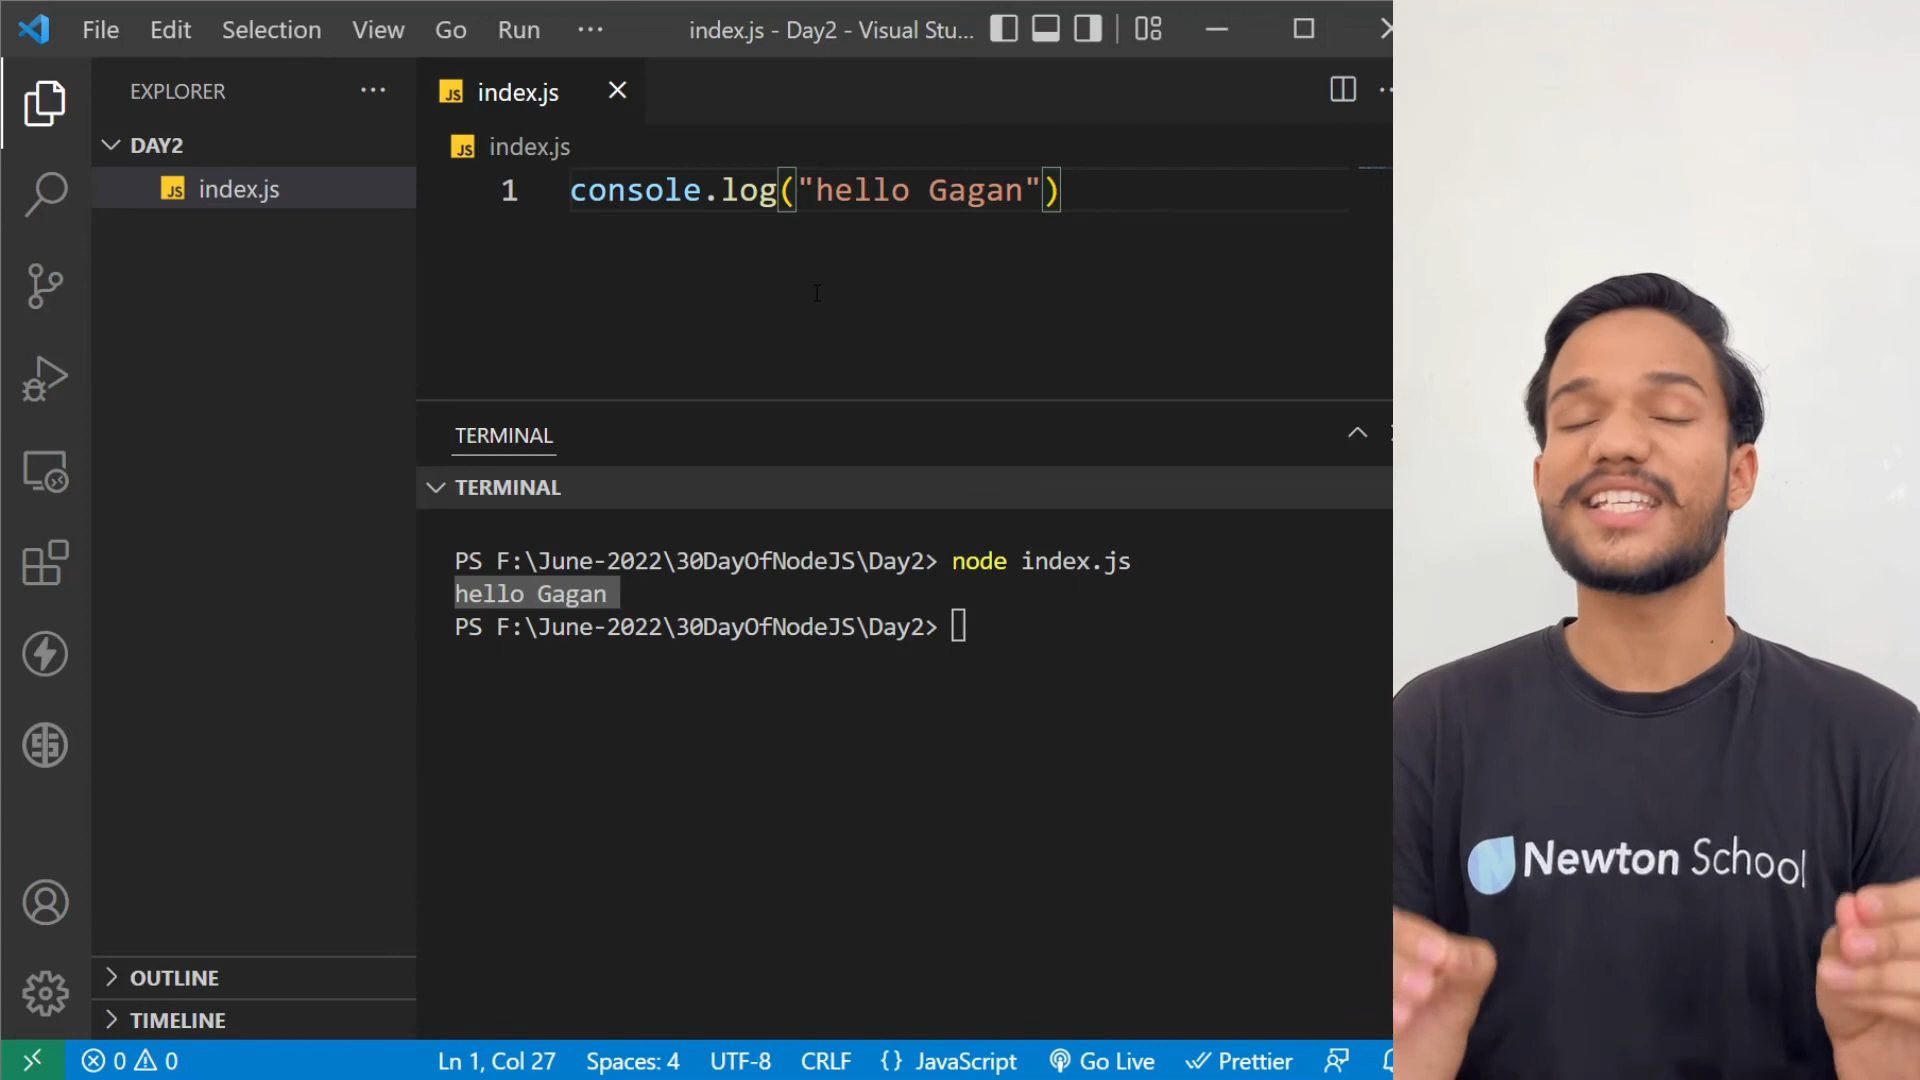 File Edit Selection View Go Run ··· index.js - Day2 - Visual Stu...
EXPLORER ···
JS index.js
DAY2
JS index.js
JS index.js
1 console.log("hello Gagan")
TERMINAL
TERMINAL
PS F:\June-2022\30DayOfNodeJS\Day2> node index.js
hello Gagan
PS F:\June-2022\30DayOfNodeJS\Day2>
Newton School
OUTLINE
TIMELINE
0 0 Ln 1, Col 27 Spaces: 4 UTF-8 CRLF {} JavaScript Go Live Prettier